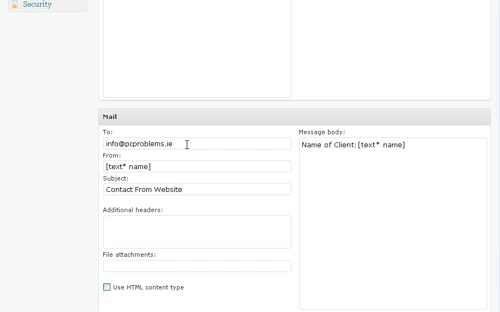 Security
Mail
To:
info@pcproblems.ie
From:
[text* name]
Subject:
Contact From Website
Additional headers:
File attachments:
Use HTML content type
Message body:
Name of Client: [text* name]